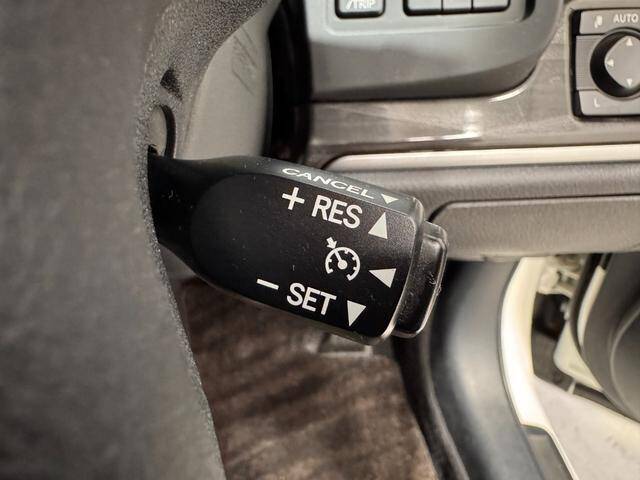 /TRIP
AUTO
L
CANCEL ▼
+ RES ▲
− SET ▼